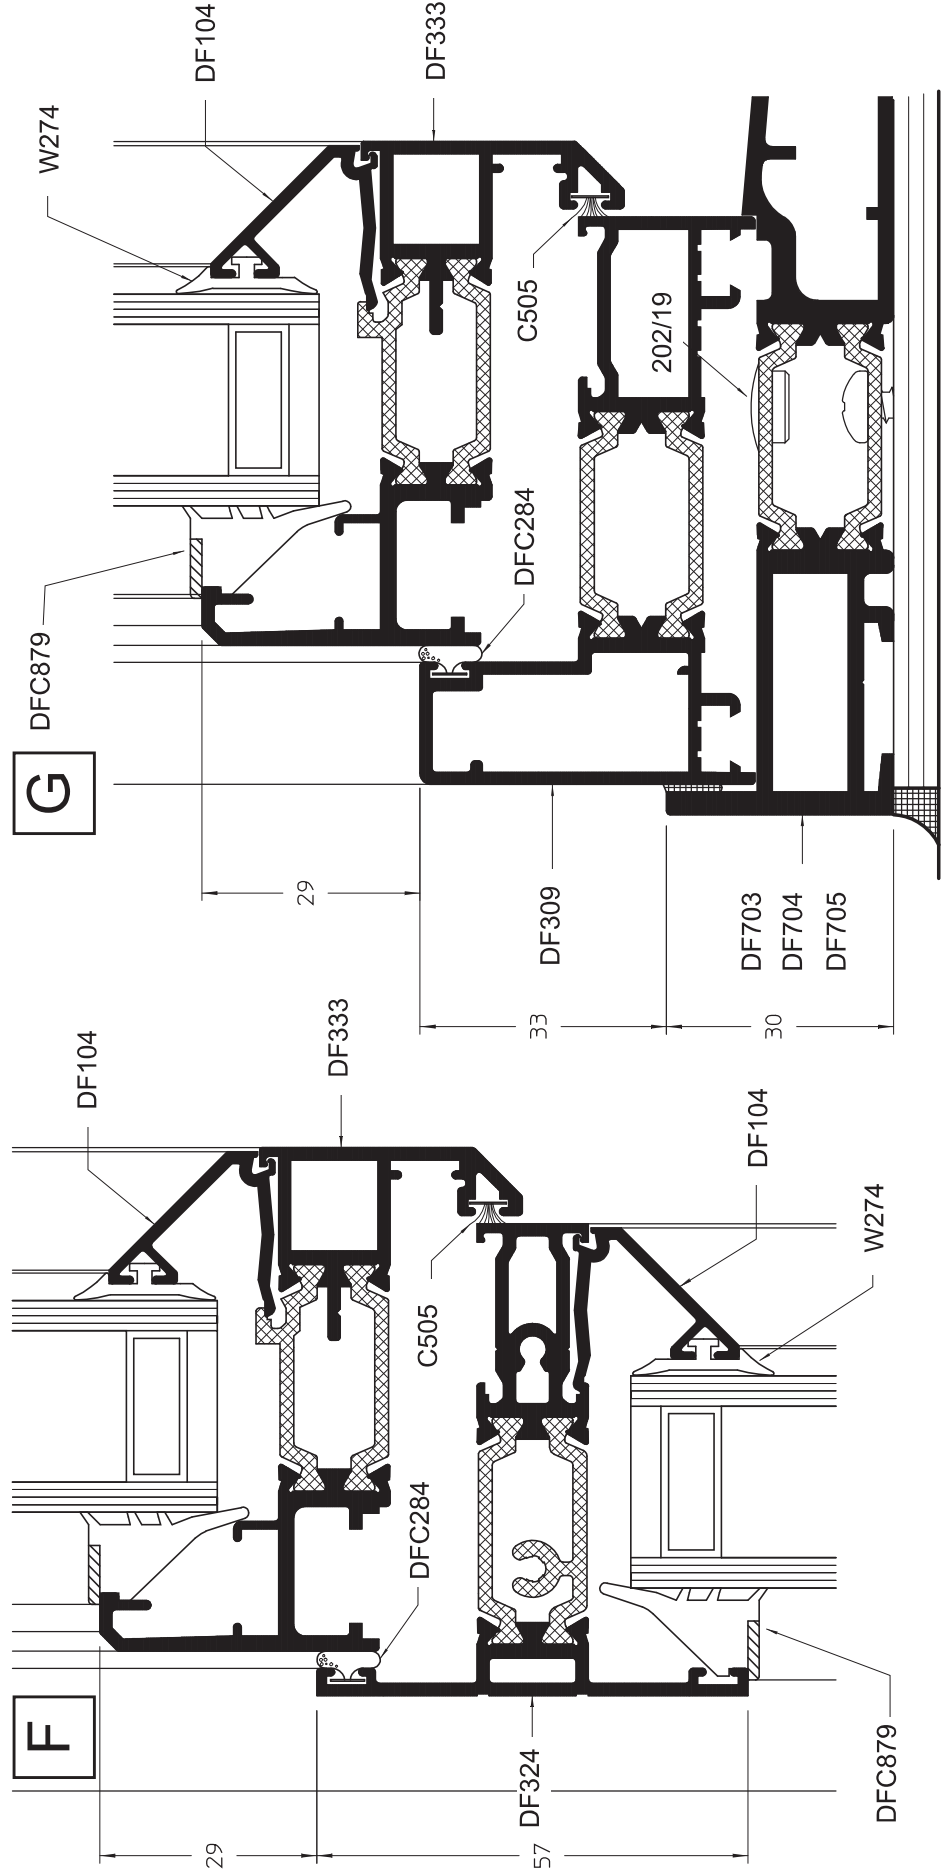 F
DF104
DF333
C505
DFC284
29
57
DF324
DF104
W274
DFC879
G
DFC879
W274
DF104
DF333
C505
202/19
DFC284
29
DF309
33
30
DF703
DF704
DF705